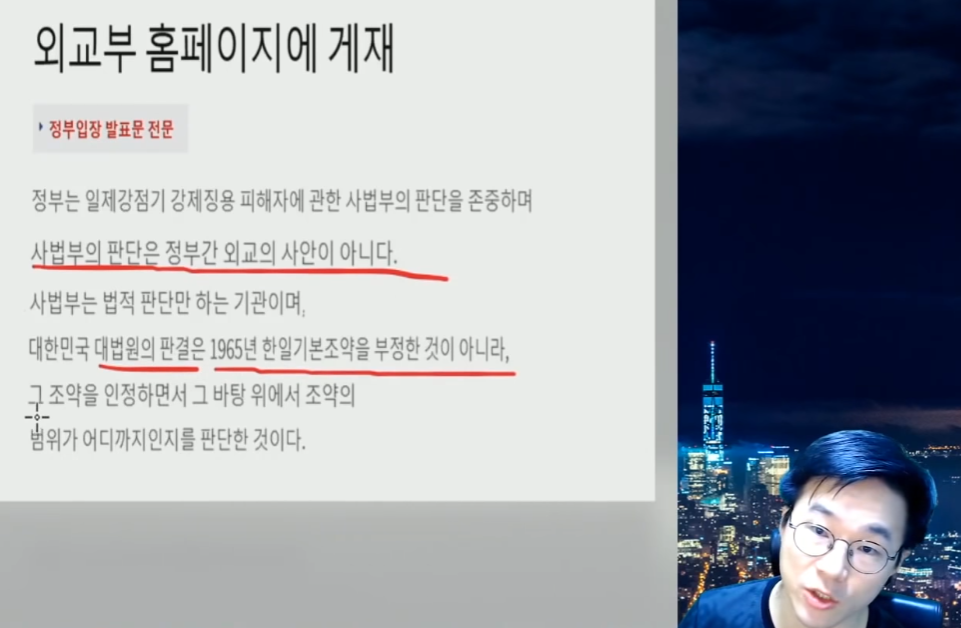 외교부 홈페이지에 게재
정부입장 발표문 전문
정부는 일제강점기 강제징용 피해자에 관한 사법부의 판단을 존중하며
사법부의 판단은 정부간 외교의 사안이 아니다.
사법부는 법적 판단만 하는 기관이며,
대한민국 대법원의 판결은 1965년 한일기본조약을 부정한 것이 아니라,
그 조약을 인정하면서 그 바탕 위에서 조약의
범위가 어디까지인지를 판단한 것이다.